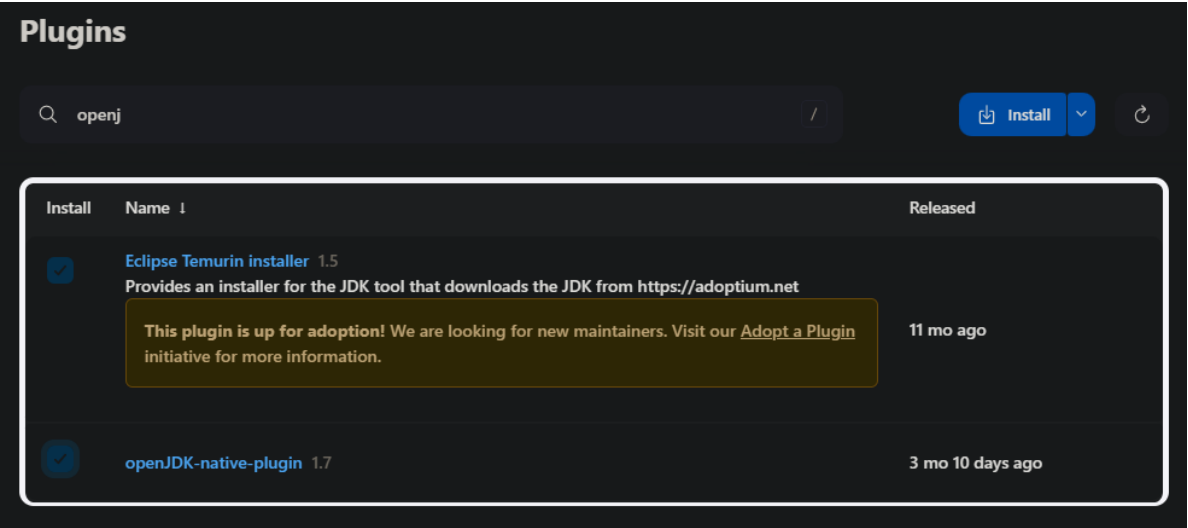 Plugins
openj /
Install
Install Name ↓ Released
Eclipse Temurin installer 1.5
Provides an installer for the JDK tool that downloads the JDK from https://adoptium.net
This plugin is up for adoption! We are looking for new maintainers. Visit our Adopt a Plugin
initiative for more information.
11 mo ago
openJDK-native-plugin 1.7
3 mo 10 days ago